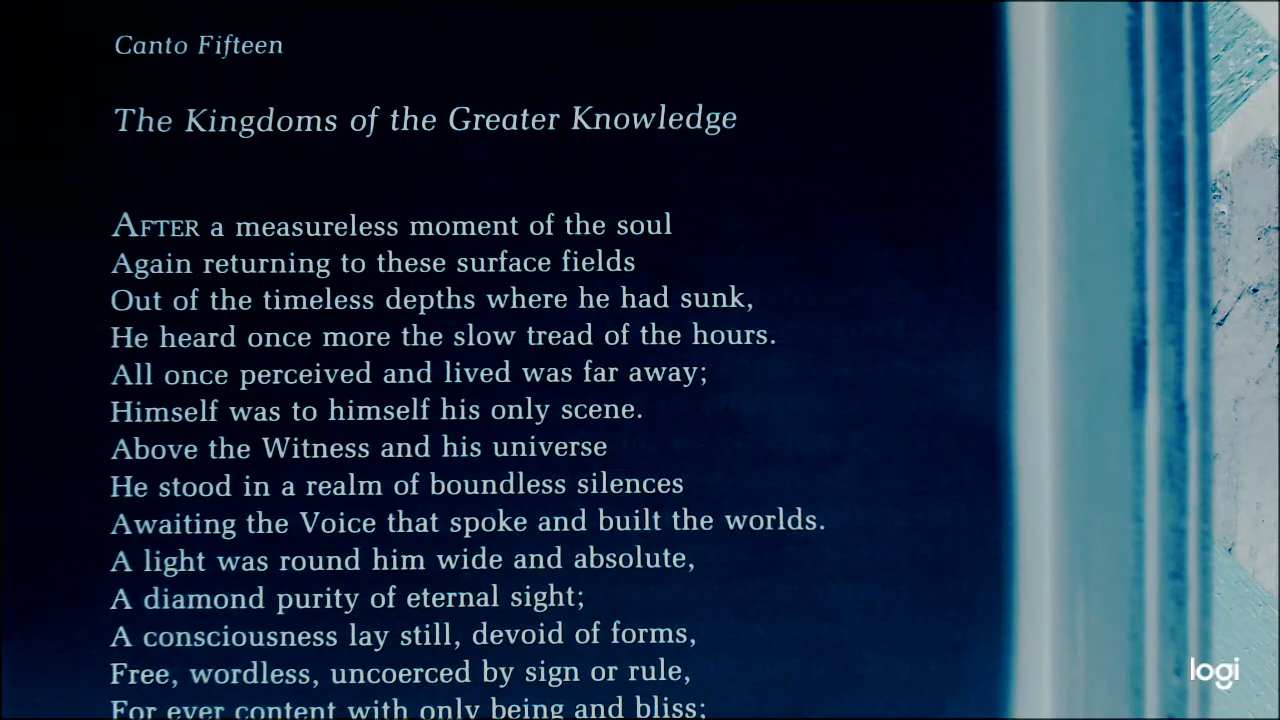 Canto Fifteen
The Kingdoms of the Greater Knowledge
AFTER a measureless moment of the soul
Again returning to these surface fields
Out of the timeless depths where he had sunk,
He heard once more the slow tread of the hours.
All once perceived and lived was far away;
Himself was to himself his only scene.
Above the Witness and his universe
He stood in a realm of boundless silences
Awaiting the Voice that spoke and built the worlds.
A light was round him wide and absolute,
A diamond purity of eternal sight;
A consciousness lay still, devoid of forms,
Free, wordless, uncoerced by sign or rule,
For ever content with only being and bliss;
logi